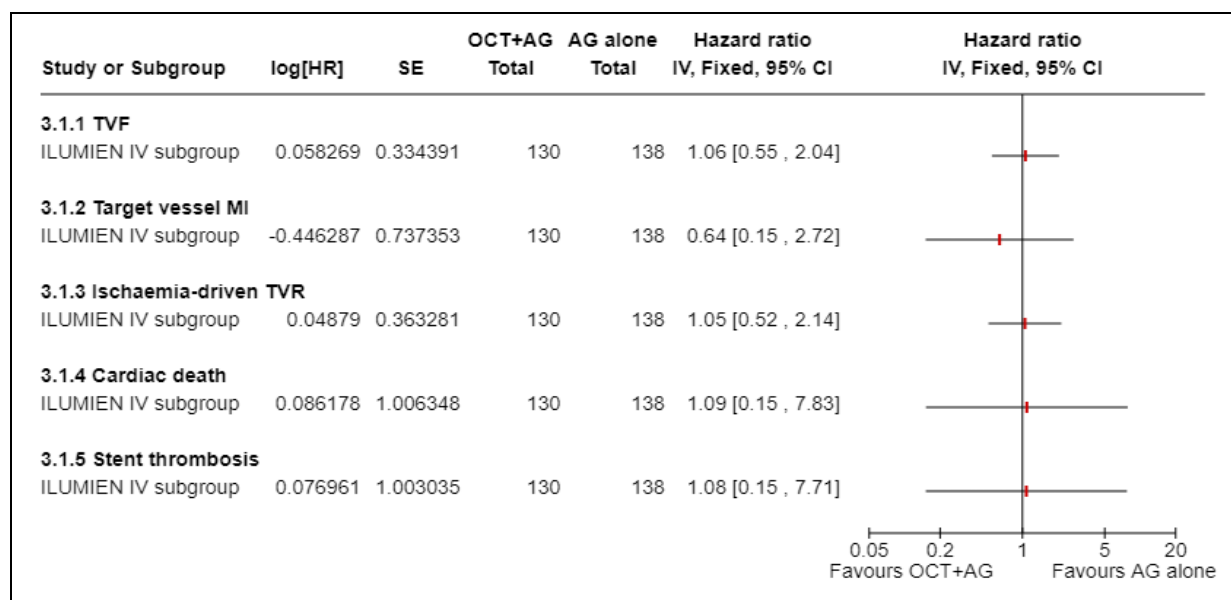 OCT+AG AG alone Hazard ratio Hazard ratio
Study or Subgroup log[HR] SE Total Total IV, Fixed, 95% CI IV, Fixed, 95% CI
3.1.1 TVF
ILUMIEN IV subgroup 0.058269 0.334391 130 138 1.06 [0.55 , 2.04]
3.1.2 Target vessel MI
ILUMIEN IV subgroup -0.446287 0.737353 130 138 0.64 [0.15 , 2.72]
3.1.3 Ischaemia-driven TVR
ILUMIEN IV subgroup 0.04879 0.363281 130 138 1.05 [0.52 , 2.14]
3.1.4 Cardiac death
ILUMIEN IV subgroup 0.086178 1.006348 130 138 1.09 [0.15 , 7.83]
3.1.5 Stent thrombosis
ILUMIEN IV subgroup 0.076961 1.003035 130 138 1.08 [0.15 , 7.71]
0.05 0.2 1 5 20
Favours OCT+AG Favours AG alone